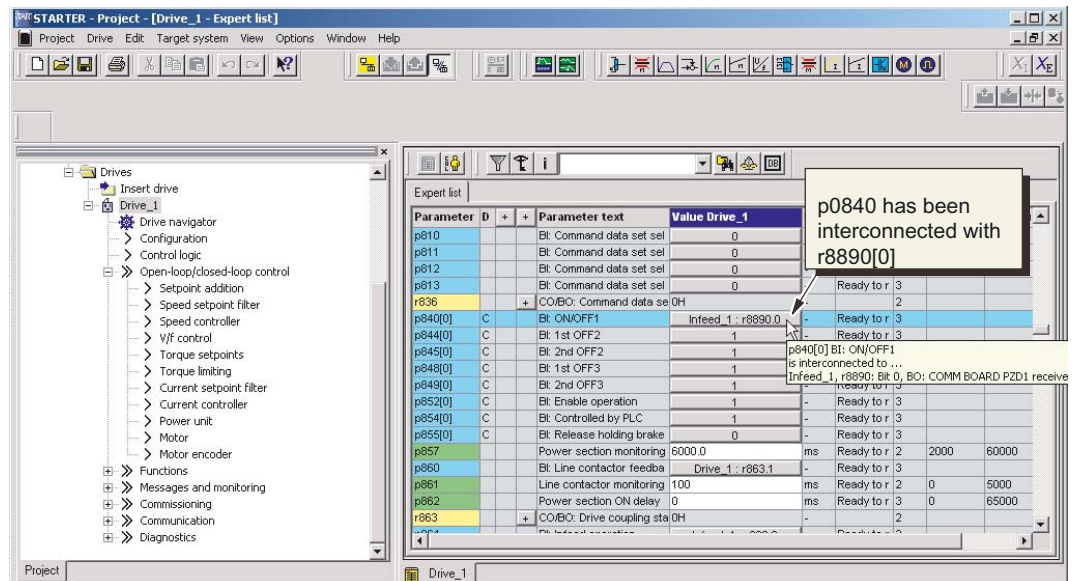 STARTER - Project - [Drive_1 - Expert list]
Project Drive Edit Target system View Options Window Help
Drives
Insert drive
Drive_1
Drive navigator
Configuration
Control logic
Open-loop/closed-loop control
Setpoint addition
Speed setpoint filter
Speed controller
V/f control
Torque setpoints
Torque limiting
Current setpoint filter
Current controller
Power unit
Motor
Motor encoder
Functions
Messages and monitoring
Commissioning
Communication
Diagnostics
Project
Expert list
Parameter D + + Parameter text Value Drive_1
p810 BI: Command data set sel 0
p811 BI: Command data set sel 0
p812 BI: Command data set sel 0
p813 BI: Command data set sel 0 - Ready to r 3
r836 + CO/BO: Command data se 0H - 2
p840[0] C BI: ON/OFF1 Infeed_1 : r8890.0 - Ready to r 3
p844[0] C BI: 1st OFF2 1 - Ready to r 3
p845[0] C BI: 2nd OFF2 1
p848[0] C BI: 1st OFF3 1
p849[0] C BI: 2nd OFF3 1 - Ready to r 3
p852[0] C BI: Enable operation 1 - Ready to r 3
p854[0] C BI: Controlled by PLC 1 - Ready to r 3
p855[0] C BI: Release holding brake 0 - Ready to r 3
p857 Power section monitoring 6000.0 ms Ready to r 2 2000 60000
p860 BI: Line contactor feedba Drive_1 : r863.1 - Ready to r 3
p861 Line contactor monitoring 100 ms Ready to r 2 0 5000
p862 Power section ON delay 0 ms Ready to r 3 0 65000
r863 + CO/BO: Drive coupling sta 0H - 2
p0840 has been
interconnected with
r8890[0]
p840[0] BI: ON/OFF1
is interconnected to ...
Infeed_1, r8890: Bit 0, BO: COMM BOARD PZD1 receive
Drive_1